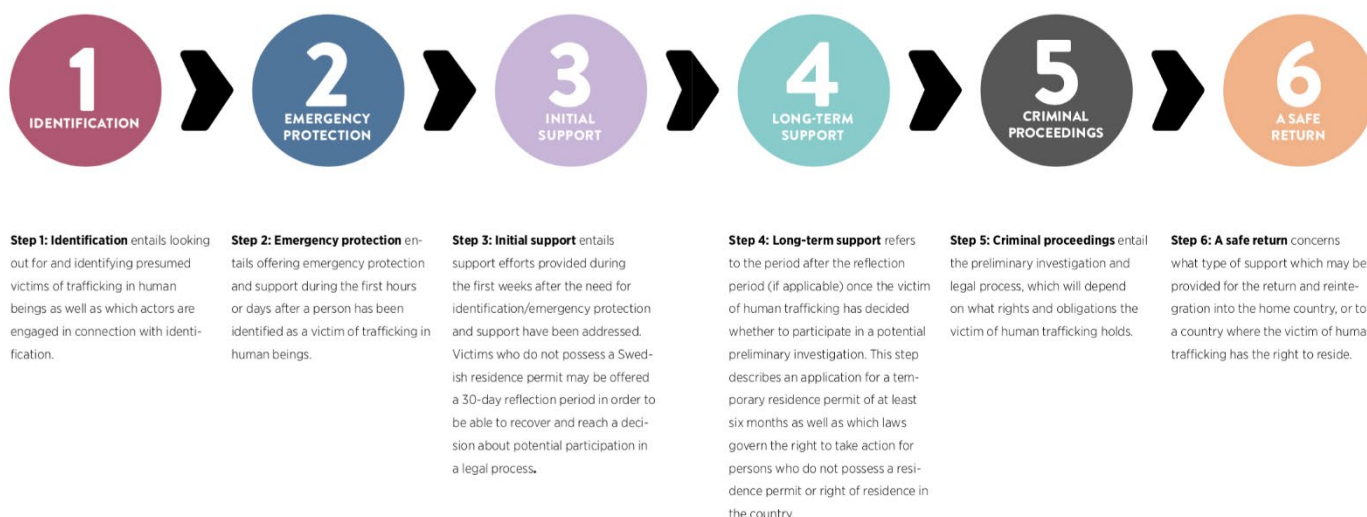 1
IDENTIFICATION
2
EMERGENCY
PROTECTION
3
INITIAL
SUPPORT
4
LONG-TERM
SUPPORT
5
CRIMINAL
PROCEEDINGS
6
A SAFE
RETURN
Step 1: Identification entails looking
out for and identifying presumed
victims of trafficking in human
beings as well as which actors are
engaged in connection with identi-
fication.
Step 2: Emergency protection en-
tails offering emergency protection
and support during the first hours
or days after a person has been
identified as a victim of trafficking in
human beings.
Step 3: Initial support entails
support efforts provided during
the first weeks after the need for
identification/emergency protection
and support have been addressed.
Victims who do not possess a Swed-
ish residence permit may be offered
a 30-day reflection period in order to
be able to recover and reach a deci-
sion about potential participation in
a legal process.
Step 4: Long-term support refers
to the period after the reflection
period (if applicable) once the victim
of human trafficking has decided
whether to participate in a potential
preliminary investigation. This step
describes an application for a tem-
porary residence permit of at least
six months as well as which laws
govern the right to take action for
persons who do not possess a resi-
dence permit or right of residence in
the country.
Step 5: Criminal proceedings entail
the preliminary investigation and
legal process, which will depend
on what rights and obligations the
victim of human trafficking holds.
Step 6: A safe return concerns
what type of support which may be
provided for the return and reinte-
gration into the home country, or to
a country where the victim of huma
trafficking has the right to reside.